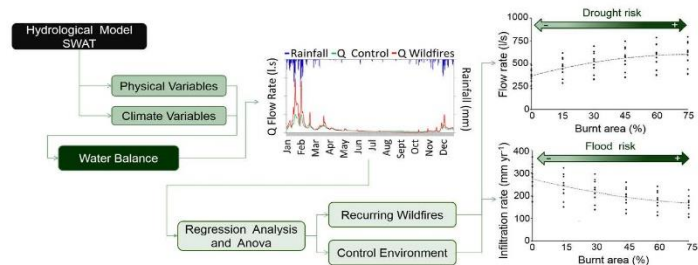 Hydrological Model
SWAT
Physical Variables
Climate Variables
Water Balance
Rainfall Q Control Q Wildfires
Q Flow Rate (l.s)
Rainfall (mm)
Jan Feb Mar Apr May Jun Jul Aug Sept Oct Nov Dec
Regression Analysis
and Anova
Recurring Wildfires
Control Environment
Drought risk
- +
Flow rate (l/s)
1000
750
500
250
0
0 15 30 45 60 75
Burnt area (%)
Flood risk
- +
Infiltration rate (mm yr⁻¹)
400
300
200
100
0
0 15 30 45 60 75
Burnt area (%)